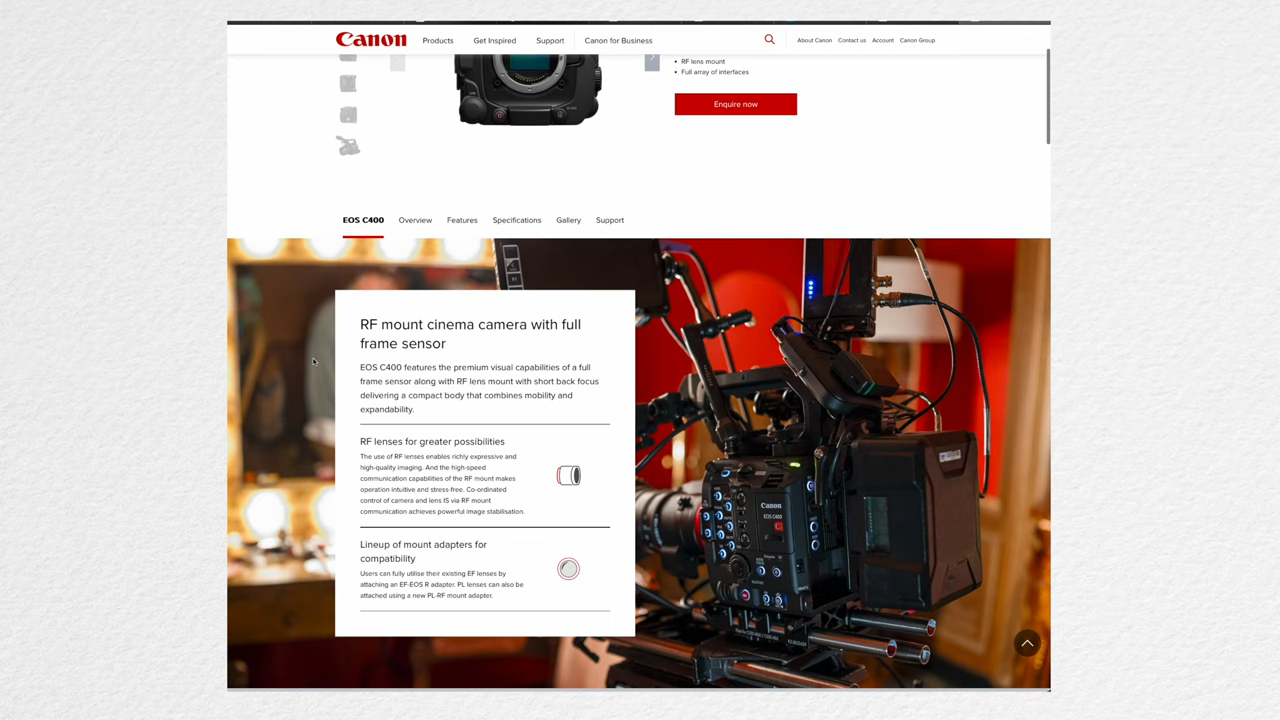 Canon
Products
Get Inspired
Support
Canon for Business
About Canon
Contact us
Account
Canon Group
• RF lens mount
• Full array of interfaces
Enquire now
EOS C400
Overview
Features
Specifications
Gallery
Support
RF mount cinema camera with full
frame sensor
EOS C400 features the premium visual capabilities of a full
frame sensor along with RF lens mount with short back focus
delivering a compact body that combines mobility and
expandability.
RF lenses for greater possibilities
The use of RF lenses enables richly expressive and
high-quality imaging. And the high-speed
communication capabilities of the RF mount makes
operation intuitive and stress-free. Co-ordinated
control of camera and lens IS via RF mount
communication achieves powerful image stabilisation.
Lineup of mount adapters for
compatibility
Users can fully utilise their existing EF lenses by
attaching an EF-EOS R adapter. PL lenses can also be
attached using a new PL-RF mount adapter.
Canon
EOS C400